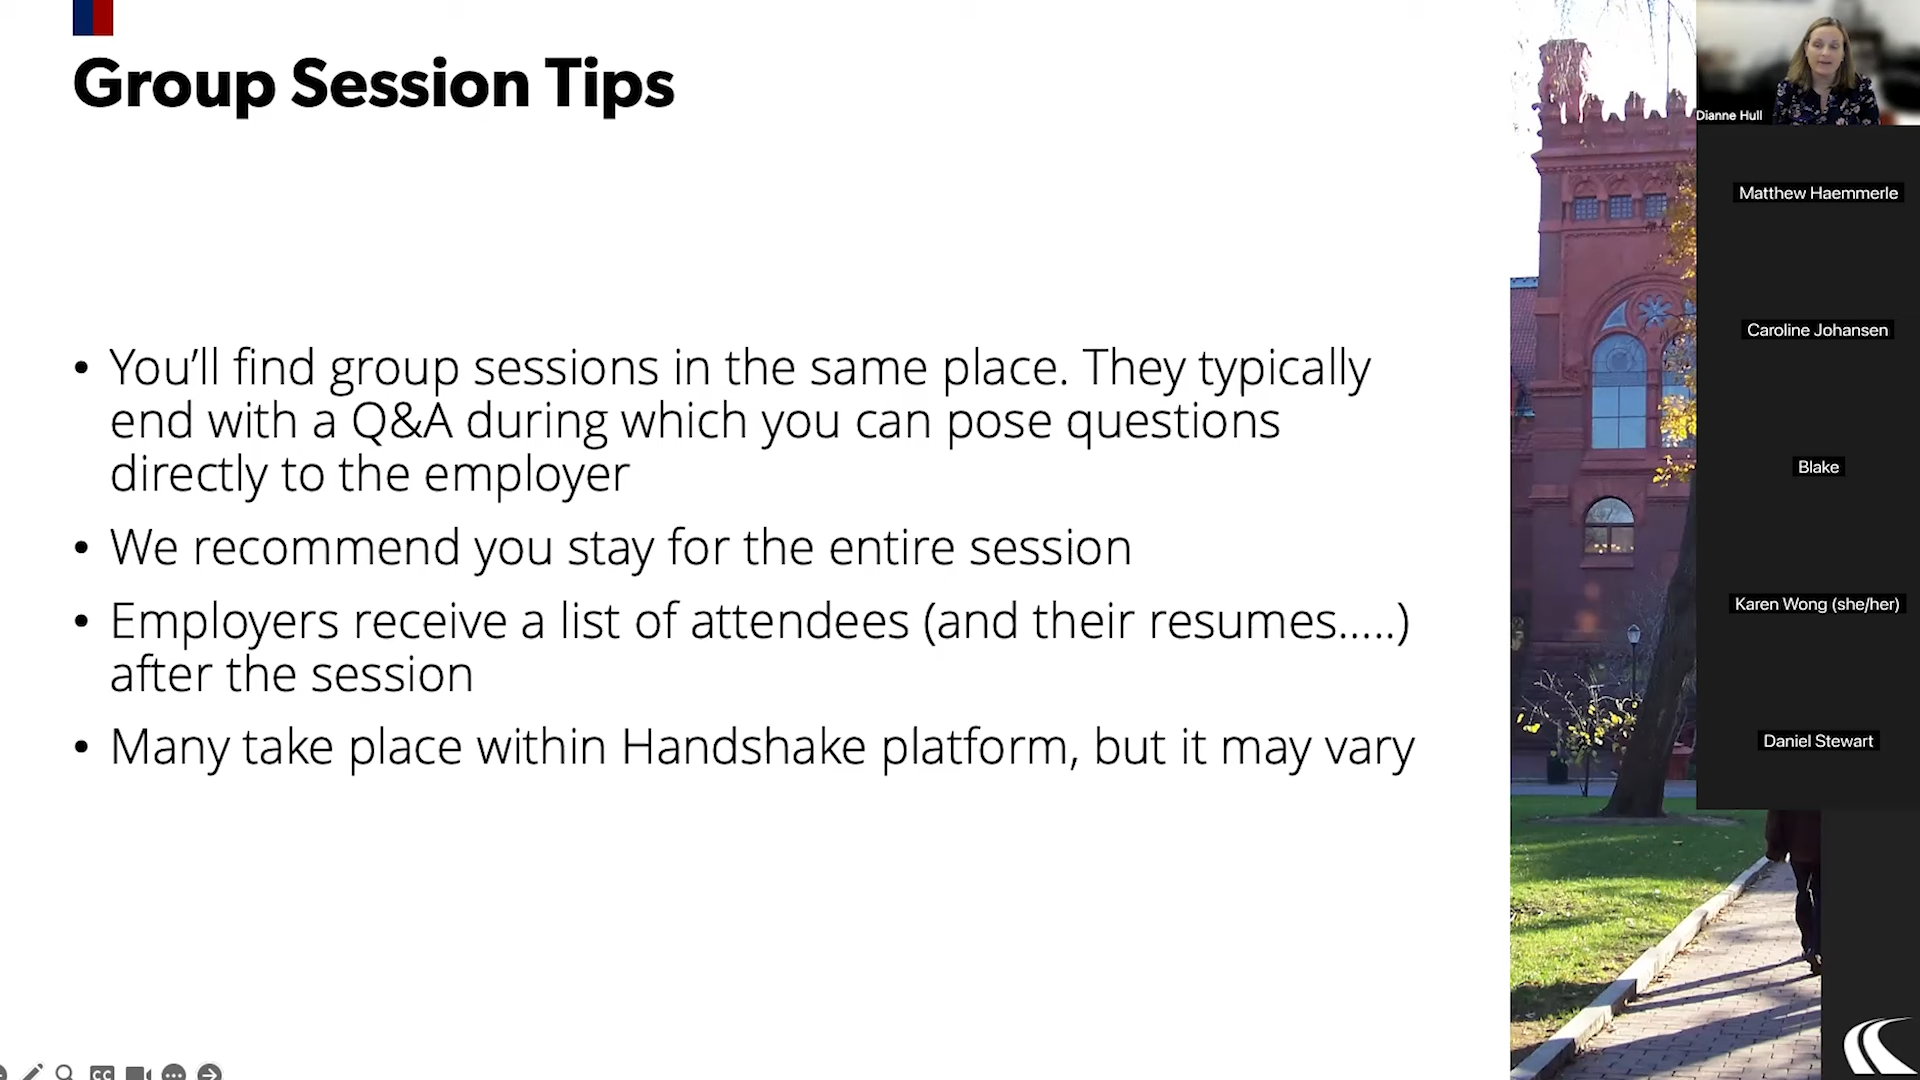 Group Session Tips
• You’ll find group sessions in the same place. They typically
end with a Q&A during which you can pose questions
directly to the employer
• We recommend you stay for the entire session
• Employers receive a list of attendees (and their resumes…..)
after the session
• Many take place within Handshake platform, but it may vary
Dianne Hull
Matthew Haemmerle
Caroline Johansen
Blake
Karen Wong (she/her)
Daniel Stewart
CC